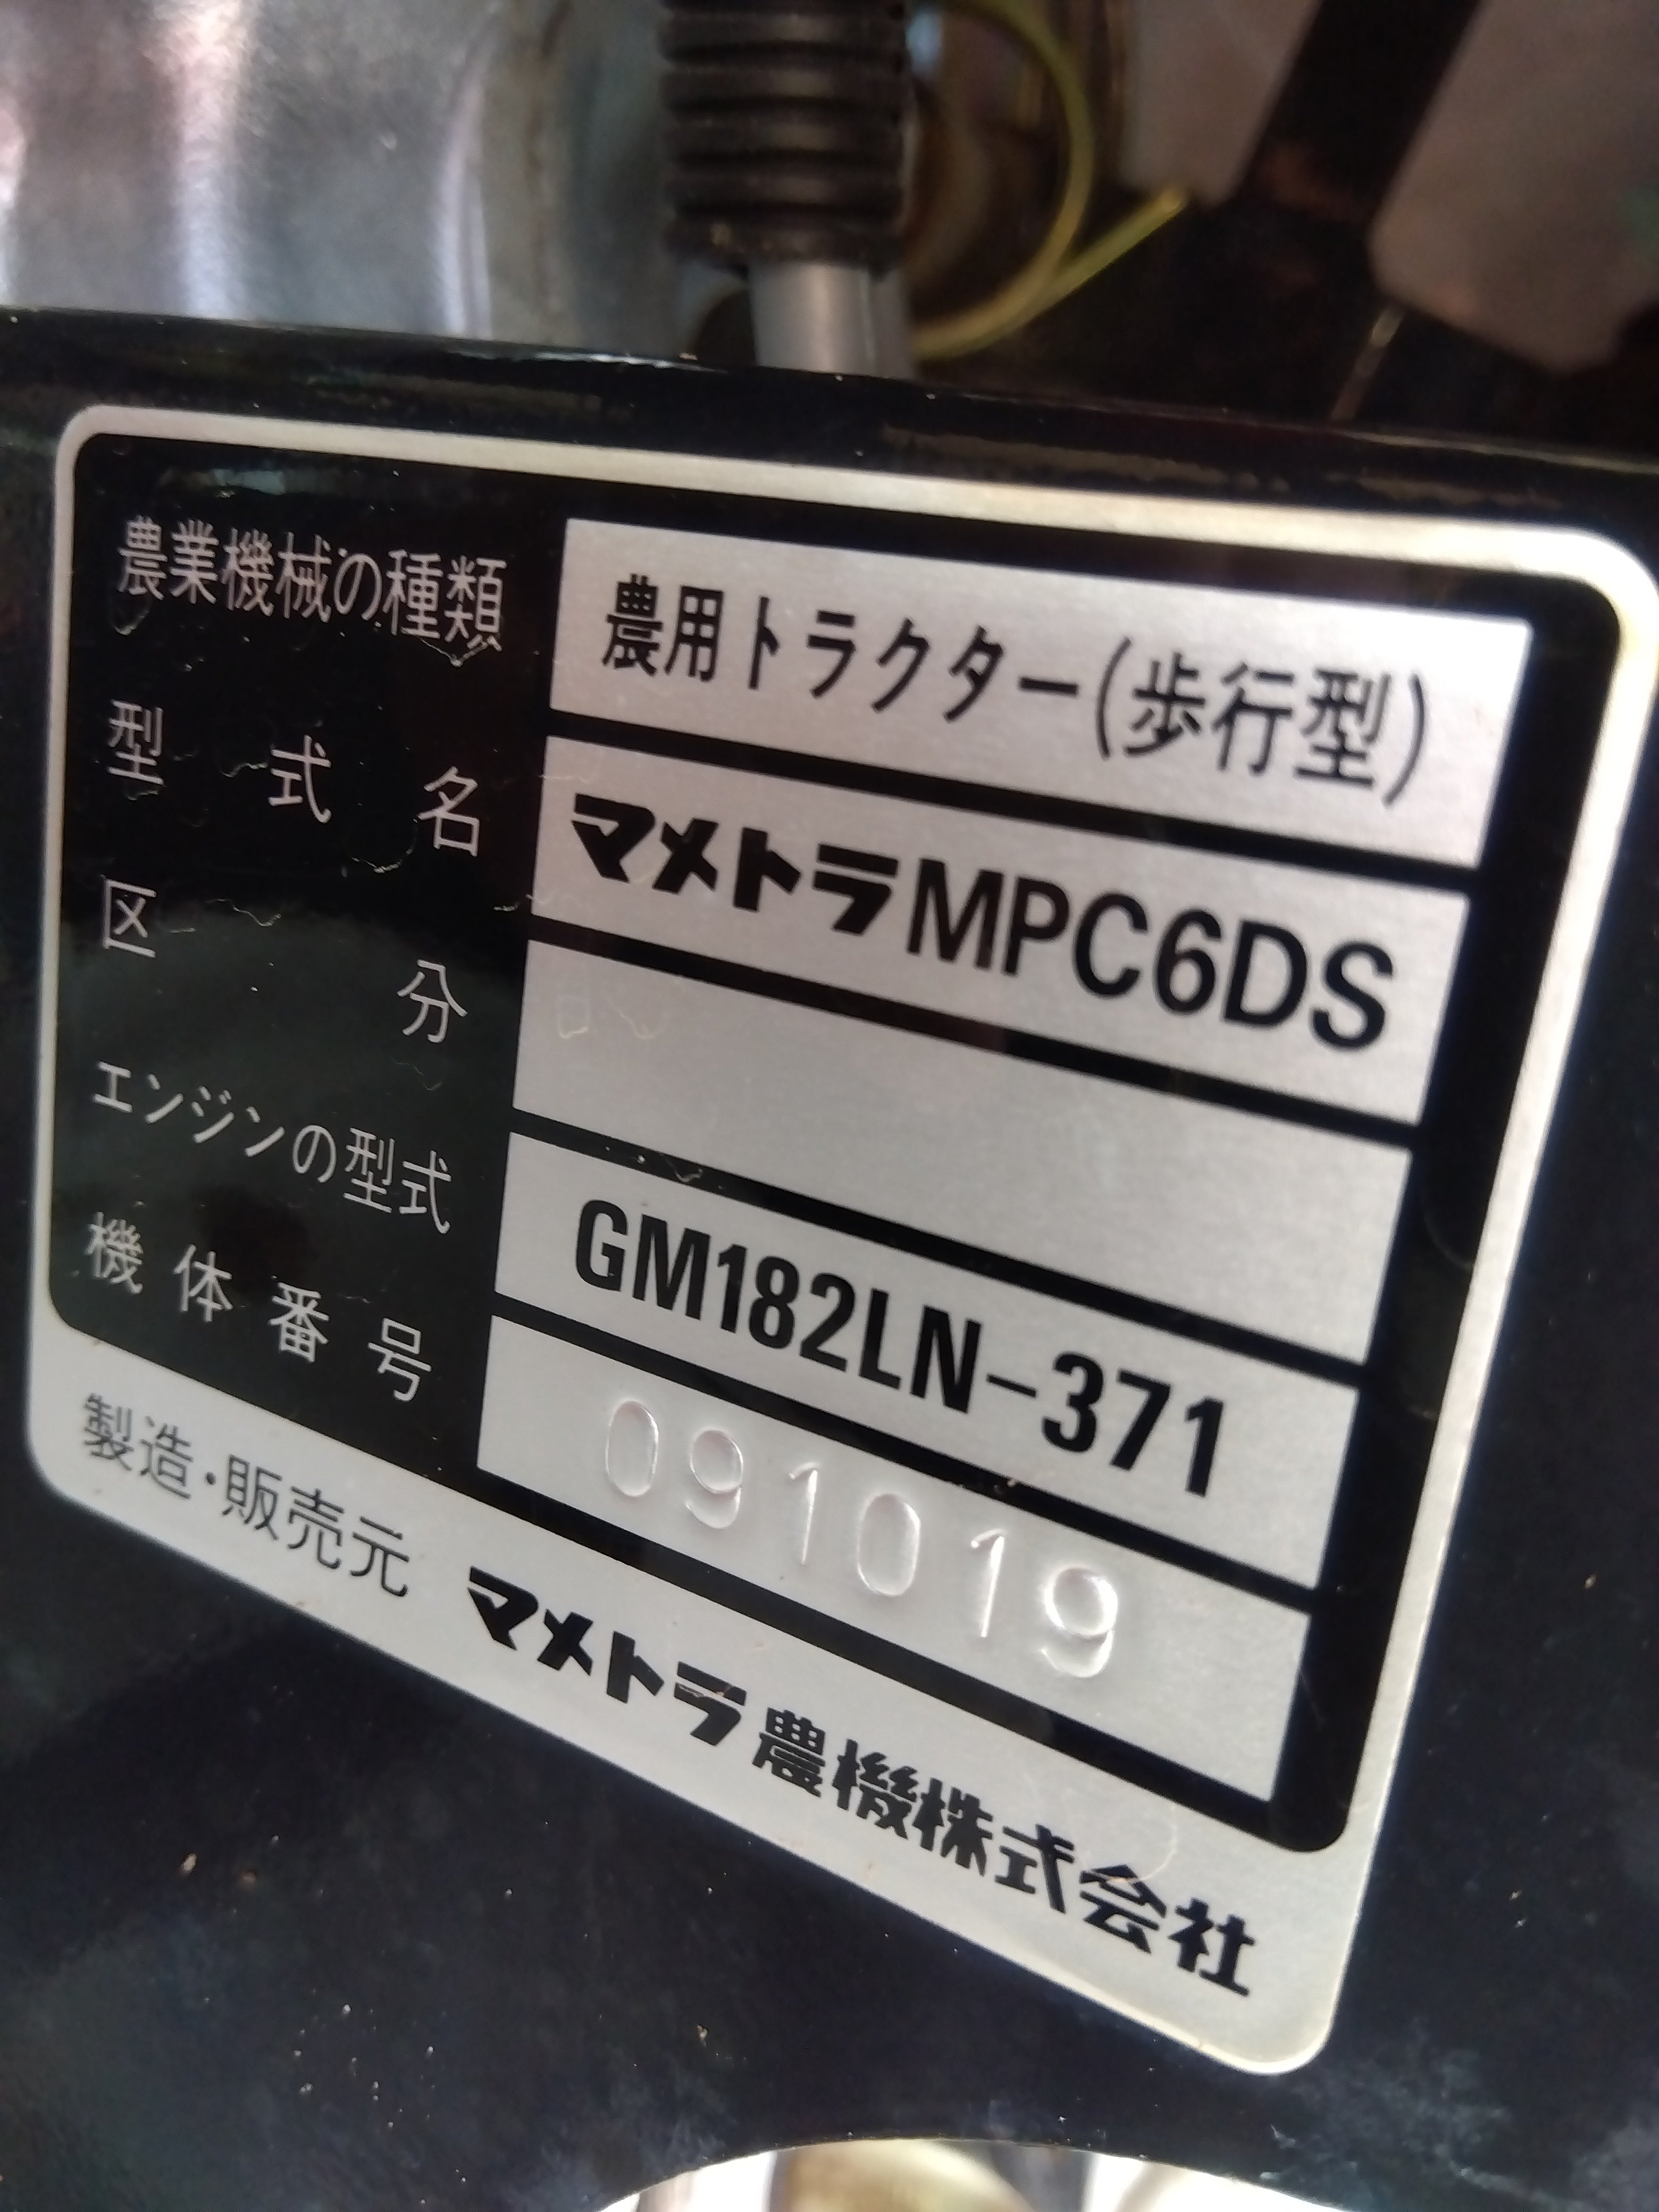 農業機械の種類 農用トラクター(歩行型)
型式名 マメトラMPC6DS
区分
エンジンの型式 GM182LN-371
機体番号 091019
製造・販売元 マメトラ農機株式会社